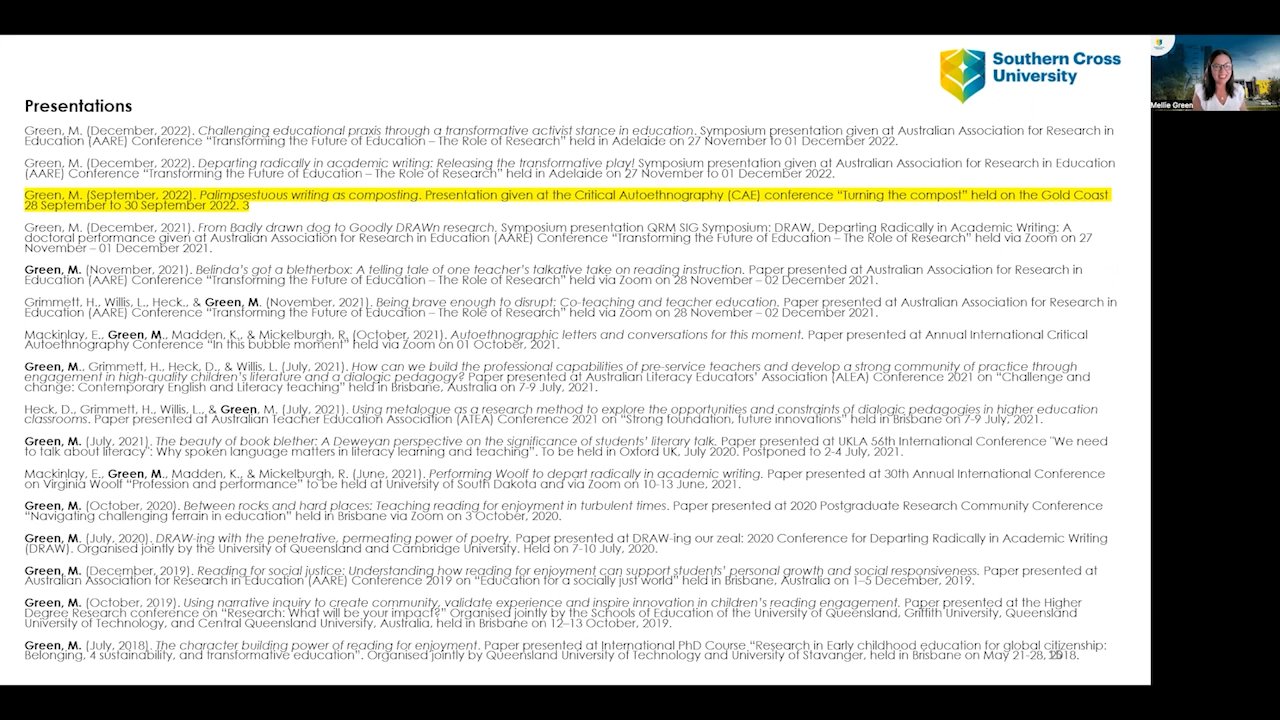 Southern Cross
University
Mellie Green
Presentations
Green, M. (December, 2022). Challenging educational praxis through a transformative activist stance in education. Symposium presentation given at Australian Association for Research in
Education (AARE) Conference “Transforming the Future of Education – The Role of Research” held in Adelaide on 27 November to 01 December 2022.
Green, M. (December, 2022). Departing radically in academic writing: Releasing the transformative play! Symposium presentation given at Australian Association for Research in Education
(AARE) Conference “Transforming the Future of Education – The Role of Research” held in Adelaide on 27 November to 01 December 2022.
Green, M. (September, 2022). Palimpsestuous writing as composting. Presentation given at the Critical Autoethnography (CAE) conference “Turning the compost” held on the Gold Coast
28 September to 30 September 2022. 3
Green, M. (December, 2021). From Badly drawn dog to Goodly DRAWn research. Symposium presentation QRM SIG Symposium: DRAW, Departing Radically in Academic Writing: A
doctoral performance given at Australian Association for Research in Education (AARE) Conference “Transforming the Future of Education – The Role of Research” held via Zoom on 27
November – 01 December 2021.
Green, M. (November, 2021). Belinda’s got a bletherbox: A telling tale of one teacher’s talkative take on reading instruction. Paper presented at Australian Association for Research in
Education (AARE) Conference “Transforming the Future of Education – The Role of Research” held via Zoom on 28 November – 02 December 2021.
Grimmett, H., Willis, L., Heck., & Green, M. (November, 2021). Being brave enough to disrupt: Co-teaching and teacher education. Paper presented at Australian Association for Research in
Education (AARE) Conference “Transforming the Future of Education – The Role of Research” held via Zoom on 28 November – 02 December 2021.
Mackinlay, E., Green, M., Madden, K., & Mickelburgh, R. (October, 2021). Autoethnographic letters and conversations for this moment. Paper presented at Annual International Critical
Autoethnography Conference “In this bubble moment” held via Zoom on 01 October, 2021.
Green, M., Grimmett, H., Heck, D., & Willis, L. (July, 2021). How can we build the professional capabilities of pre-service teachers and develop a strong community of practice through
engagement in high-quality children’s literature and a dialogic pedagogy? Paper presented at Australian Literacy Educators’ Association (ALEA) Conference 2021 on “Challenge and
change: Contemporary English and Literacy teaching” held in Brisbane, Australia on 7-9 July, 2021.
Heck, D., Grimmett, H., Willis, L., & Green, M. (July, 2021). Using metalogue as a research method to explore the opportunities and constraints of dialogic pedagogies in higher education
classrooms. Paper presented at Australian Teacher Education Association (ATEA) Conference 2021 on “Strong foundation, future innovations” held in Brisbane on 7-9 July, 2021.
Green, M. (July, 2021). The beauty of book blether: A Deweyan perspective on the significance of students’ literary talk. Paper presented at UKLA 56th International Conference "We need
to talk about literacy": Why spoken language matters in literacy learning and teaching”. To be held in Oxford UK, July 2020. Postponed to 2-4 July, 2021.
Mackinlay, E., Green, M., Madden, K., & Mickelburgh, R. (June, 2021). Performing Woolf to depart radically in academic writing. Paper presented at 30th Annual International Conference
on Virginia Woolf “Profession and performance” to be held at University of South Dakota and via Zoom on 10-13 June, 2021.
Green, M. (October, 2020). Between rocks and hard places: Teaching reading for enjoyment in turbulent times. Paper presented at 2020 Postgraduate Research Community Conference
“Navigating challenging terrain in education” held in Brisbane via Zoom on 3 October, 2020.
Green, M. (July, 2020). DRAW-ing with the penetrative, permeating power of poetry. Paper presented at DRAW-ing our zeal: 2020 Conference for Departing Radically in Academic Writing
(DRAW). Organised jointly by the University of Queensland and Cambridge University. Held on 7-10 July, 2020.
Green, M. (December, 2019). Reading for social justice: Understanding how reading for enjoyment can support students’ personal growth and social responsiveness. Paper presented at
Australian Association for Research in Education (AARE) Conference 2019 on “Education for a socially just world” held in Brisbane, Australia on 1–5 December, 2019.
Green, M. (October, 2019). Using narrative inquiry to create community, validate experience and inspire innovation in children’s reading engagement. Paper presented at the Higher
Degree Research conference on “Research: What will be your impact?” Organised jointly by the Schools of Education of the University of Queensland, Griffith University, Queensland
University of Technology, and Central Queensland University, Australia, held in Brisbane on 12–13 October, 2019.
Green, M. (July, 2018). The character building power of reading for enjoyment. Paper presented at International PhD Course “Research in Early childhood education for global citizenship:
Belonging, 4 sustainability, and transformative education”. Organised jointly by Queensland University of Technology and University of Stavanger, held in Brisbane on May 21-28, 2018.